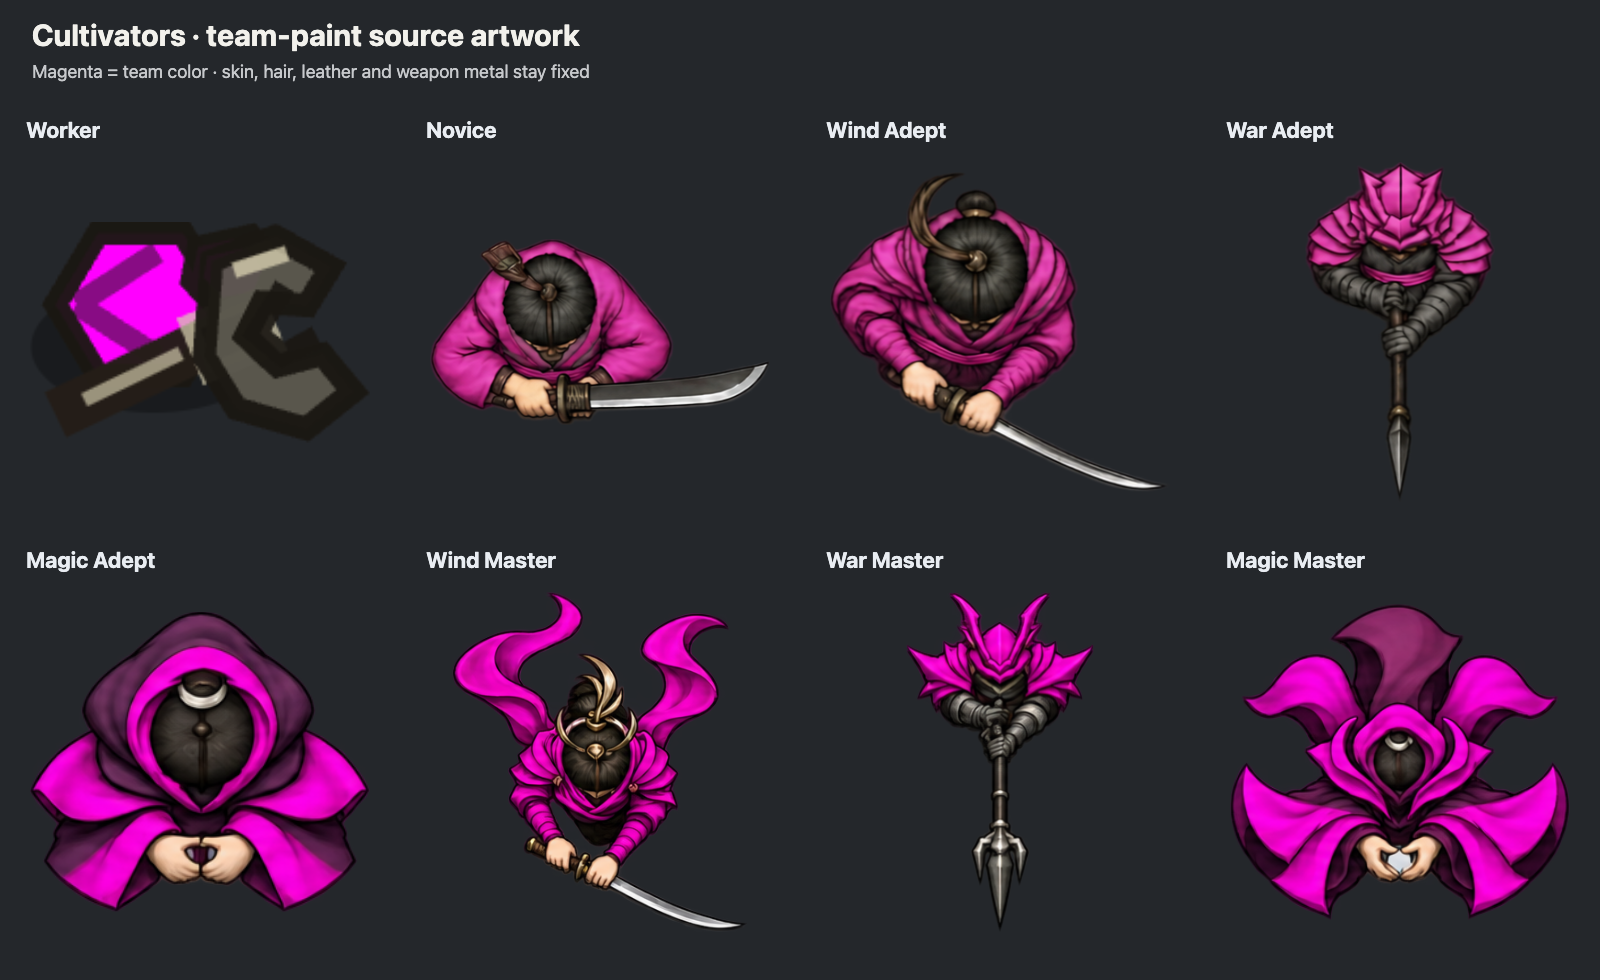 Cultivators · team-paint source artwork
Magenta = team color · skin, hair, leather and weapon metal stay fixed
Worker
Novice
Wind Adept
War Adept
Magic Adept
Wind Master
War Master
Magic Master